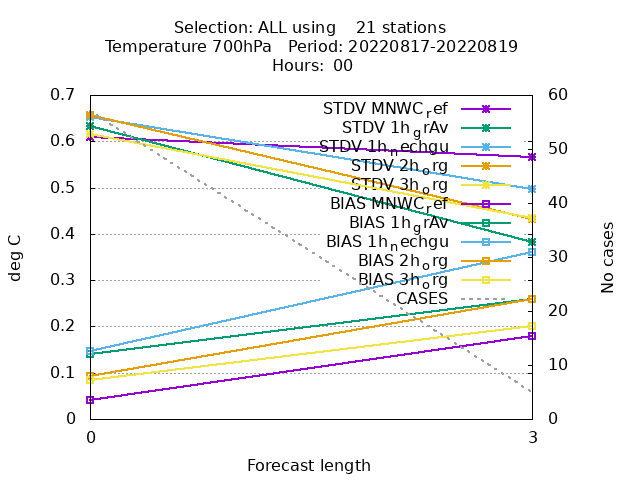 Selection: ALL using    21 stations
Temperature 700hPa   Period: 20220817-20220819
Hours:  00
0.7
0.6
0.5
0.4
0.3
0.2
0.1
0
60
50
40
30
20
10
0
deg C
No cases
STDV MNWC_ref
STDV 1h_grAv
STDV 1h_nechgu
STDV 2h_org
STDV 3h_org
BIAS MNWC_ref
BIAS 1h_grAv
BIAS 1h_nechgu
BIAS 2h_org
BIAS 3h_org
CASES
0
3
Forecast length